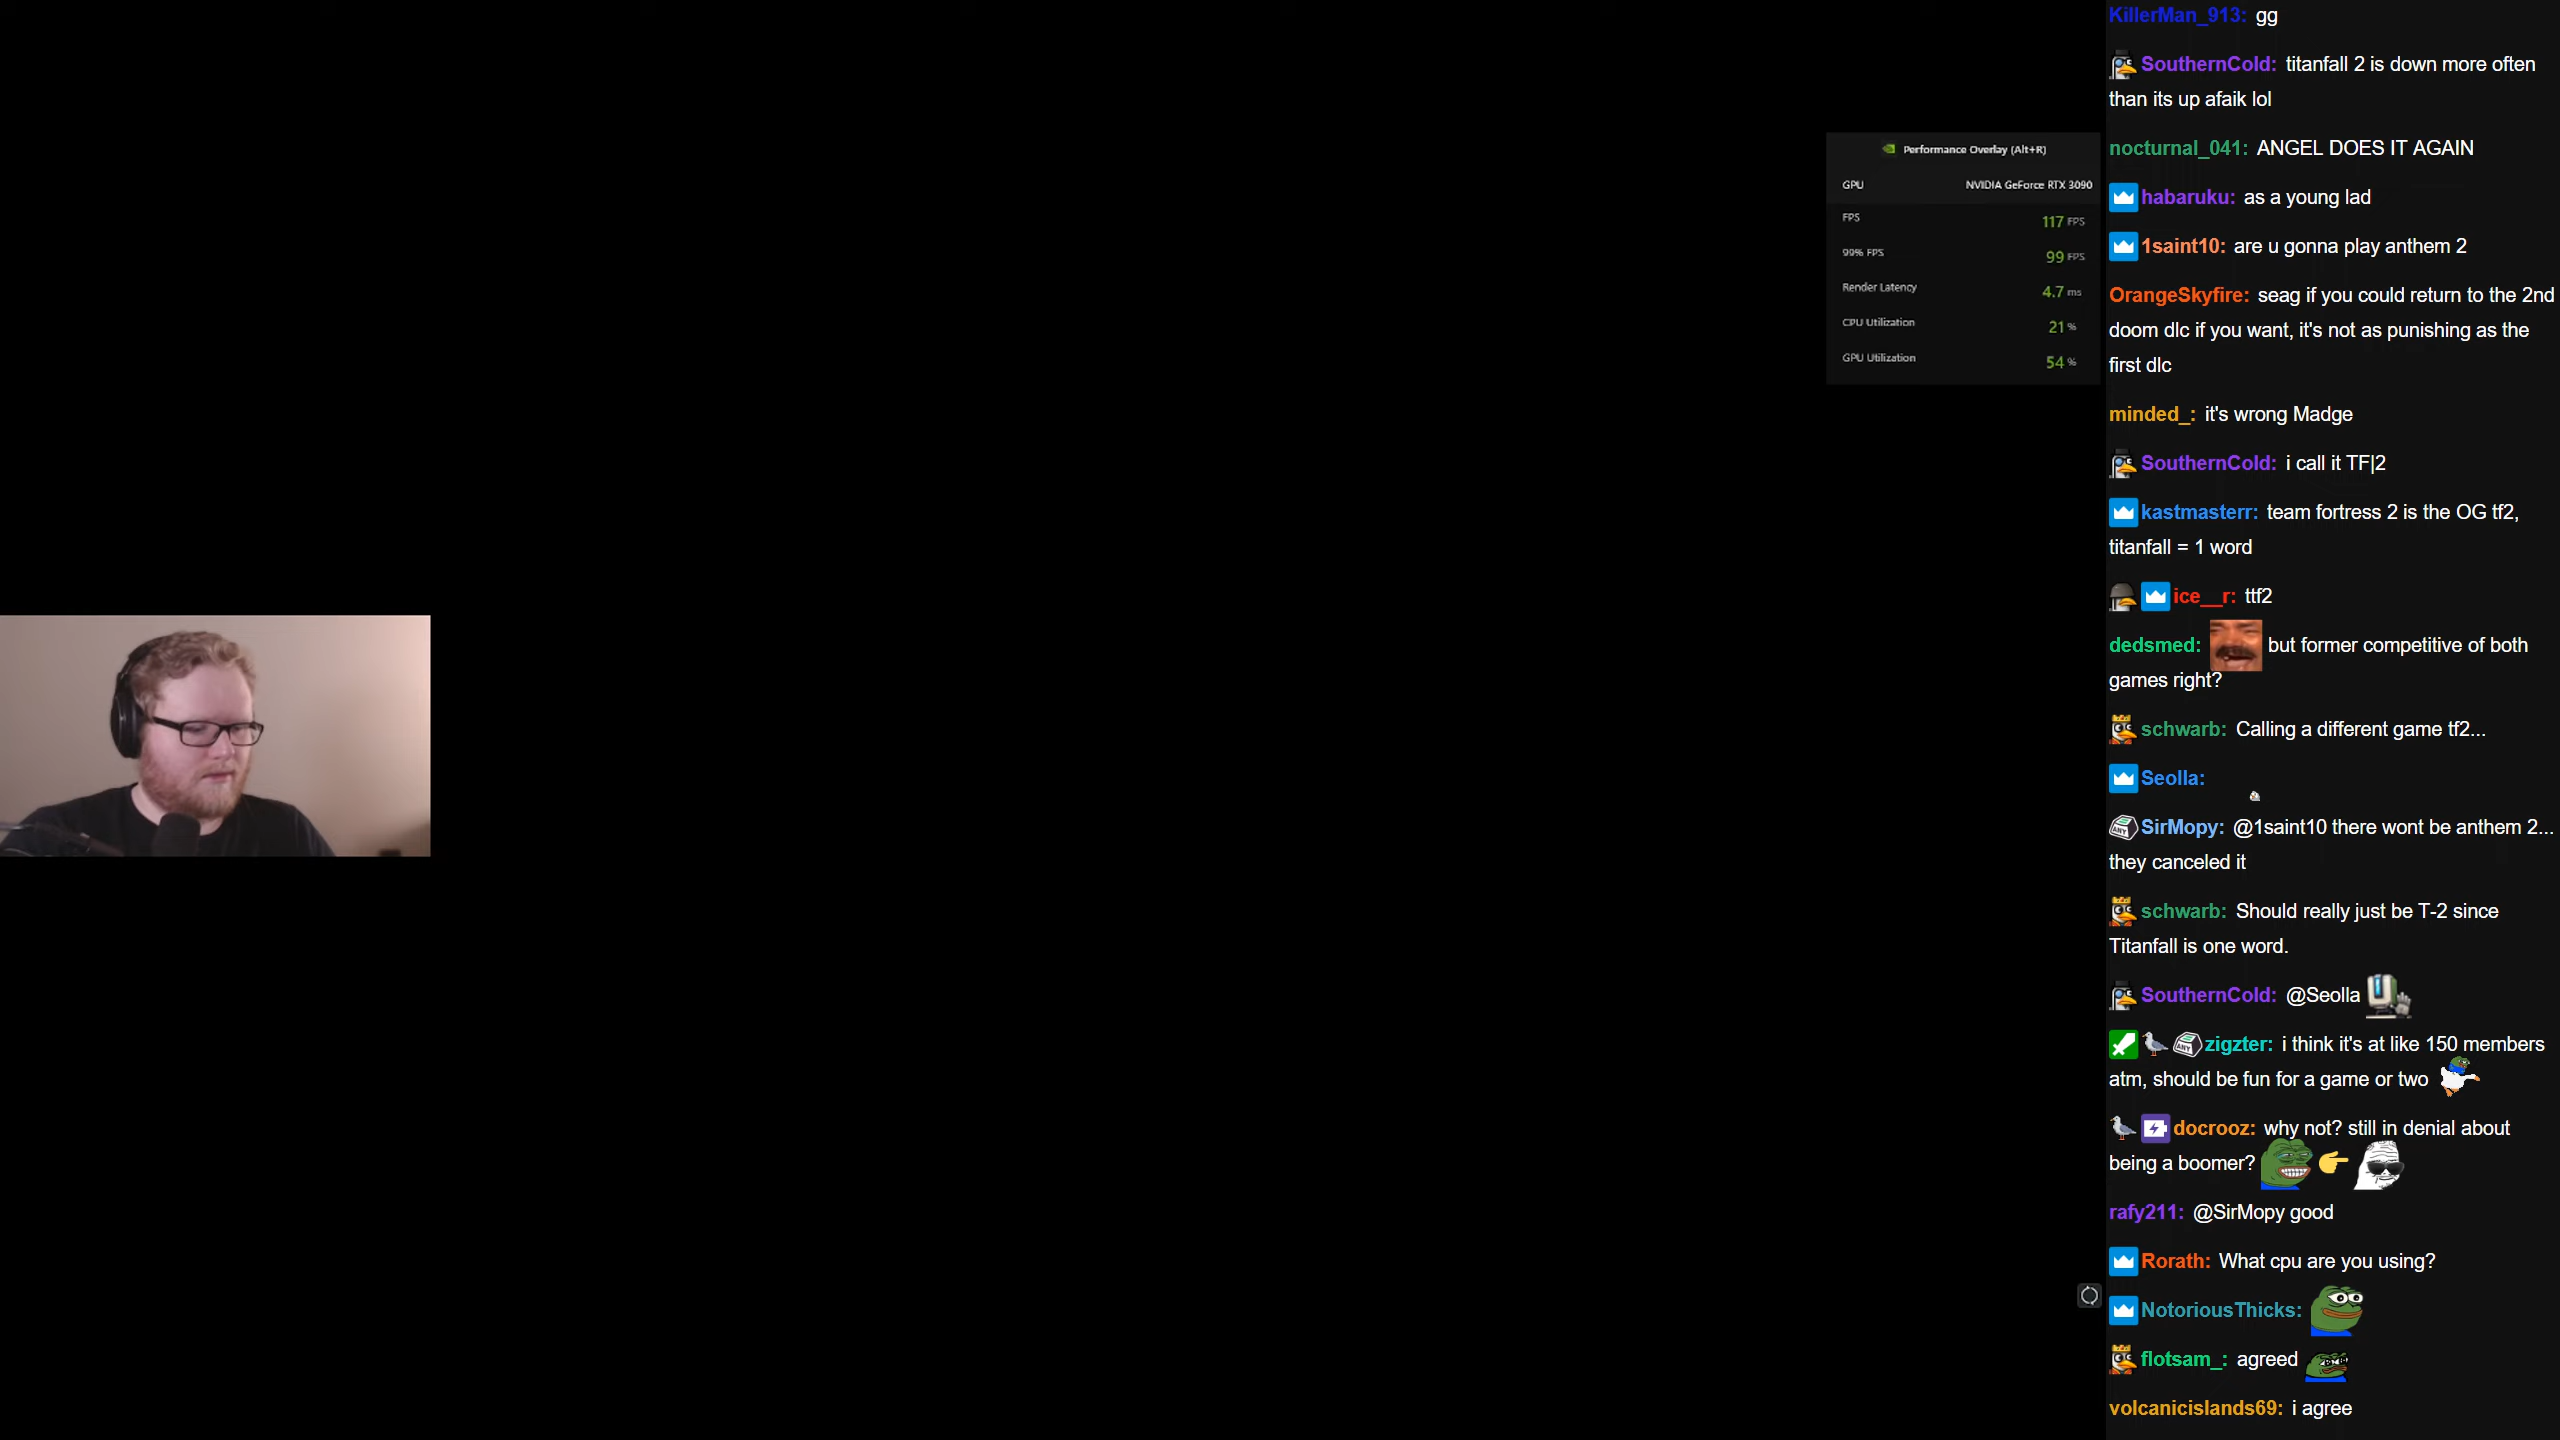 Performance Overlay (Alt+R)
GPU NVIDIA GeForce RTX 3090
FPS 117 FPS
99% FPS 99 FPS
Render Latency 4.7 ms
CPU Utilization 21 %
GPU Utilization 54 %
KillerMan_913: gg
SouthernCold: titanfall 2 is down more often
than its up afaik lol
nocturnal_041: ANGEL DOES IT AGAIN
habaruku: as a young lad
1saint10: are u gonna play anthem 2
OrangeSkyfire: seag if you could return to the 2nd
doom dlc if you want, it's not as punishing as the
first dlc
minded_: it's wrong Madge
SouthernCold: i call it TF|2
kastmasterr: team fortress 2 is the OG tf2,
titanfall = 1 word
ice__r: ttf2
dedsmed: but former competitive of both
games right?
schwarb: Calling a different game tf2...
Seolla:
ANY SirMopy: @1saint10 there wont be anthem 2...
they canceled it
schwarb: Should really just be T-2 since
Titanfall is one word.
SouthernCold: @Seolla
ANY zigzter: i think it's at like 150 members
atm, should be fun for a game or two
docrooz: why not? still in denial about
being a boomer?
rafy211: @SirMopy good
Rorath: What cpu are you using?
NotoriousThicks:
flotsam_: agreed
volcanicislands69: i agree